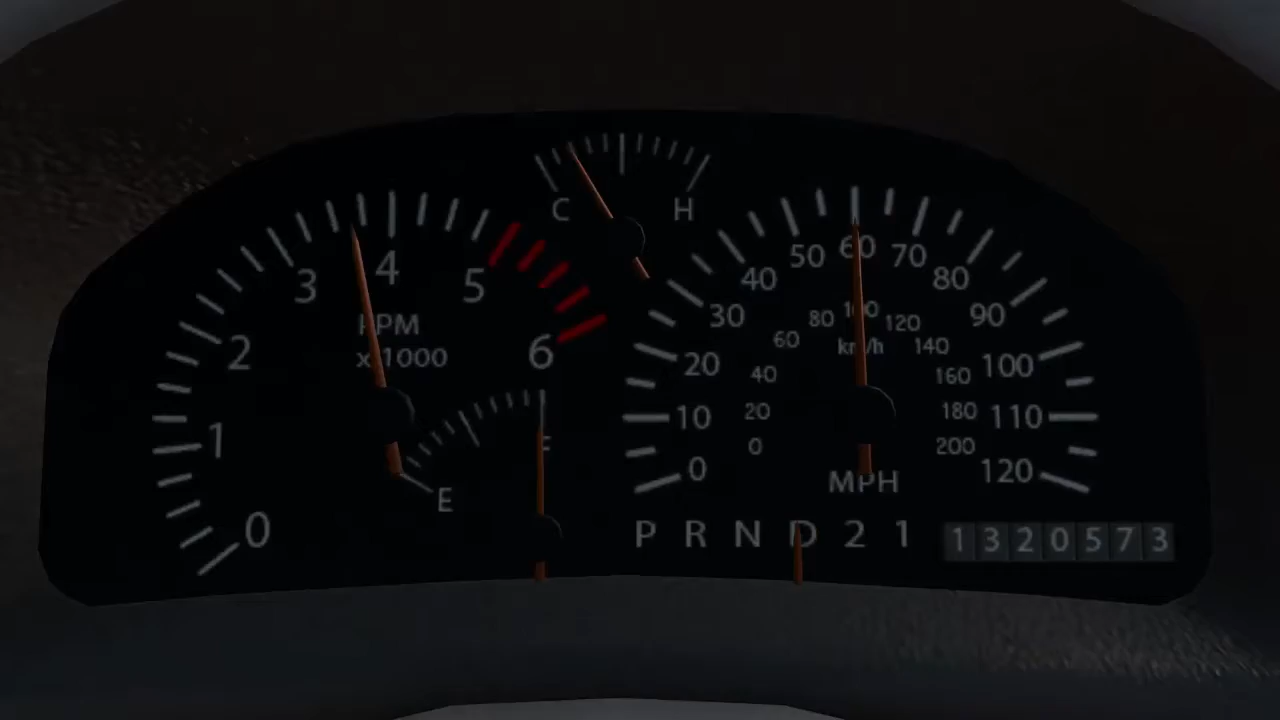 C H
0 1 2 3 4 5 6
RPM
x 1000
E F
0 10 20 30 40 50 60 70 80 90 100 110 120
0 20 40 60 80 100 120 140 160 180 200
km/h
MPH
P R N D 2 1
1320573